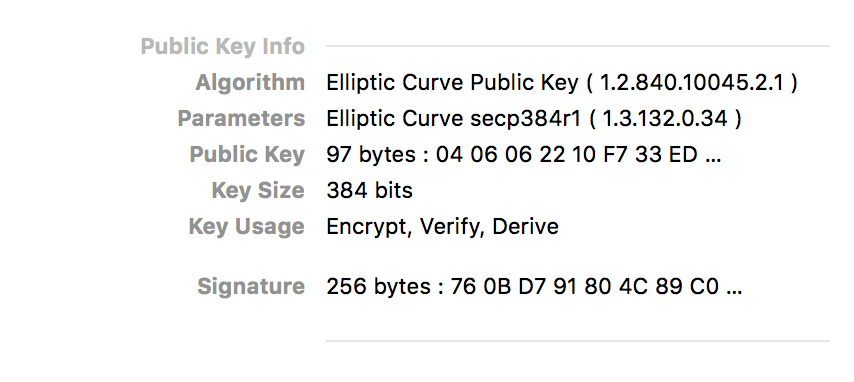 Public Key Info
Algorithm Elliptic Curve Public Key ( 1.2.840.10045.2.1 )
Parameters Elliptic Curve secp384r1 ( 1.3.132.0.34 )
Public Key 97 bytes : 04 06 06 22 10 F7 33 ED ...
Key Size 384 bits
Key Usage Encrypt, Verify, Derive
Signature 256 bytes : 76 0B D7 91 80 4C 89 C0 ...